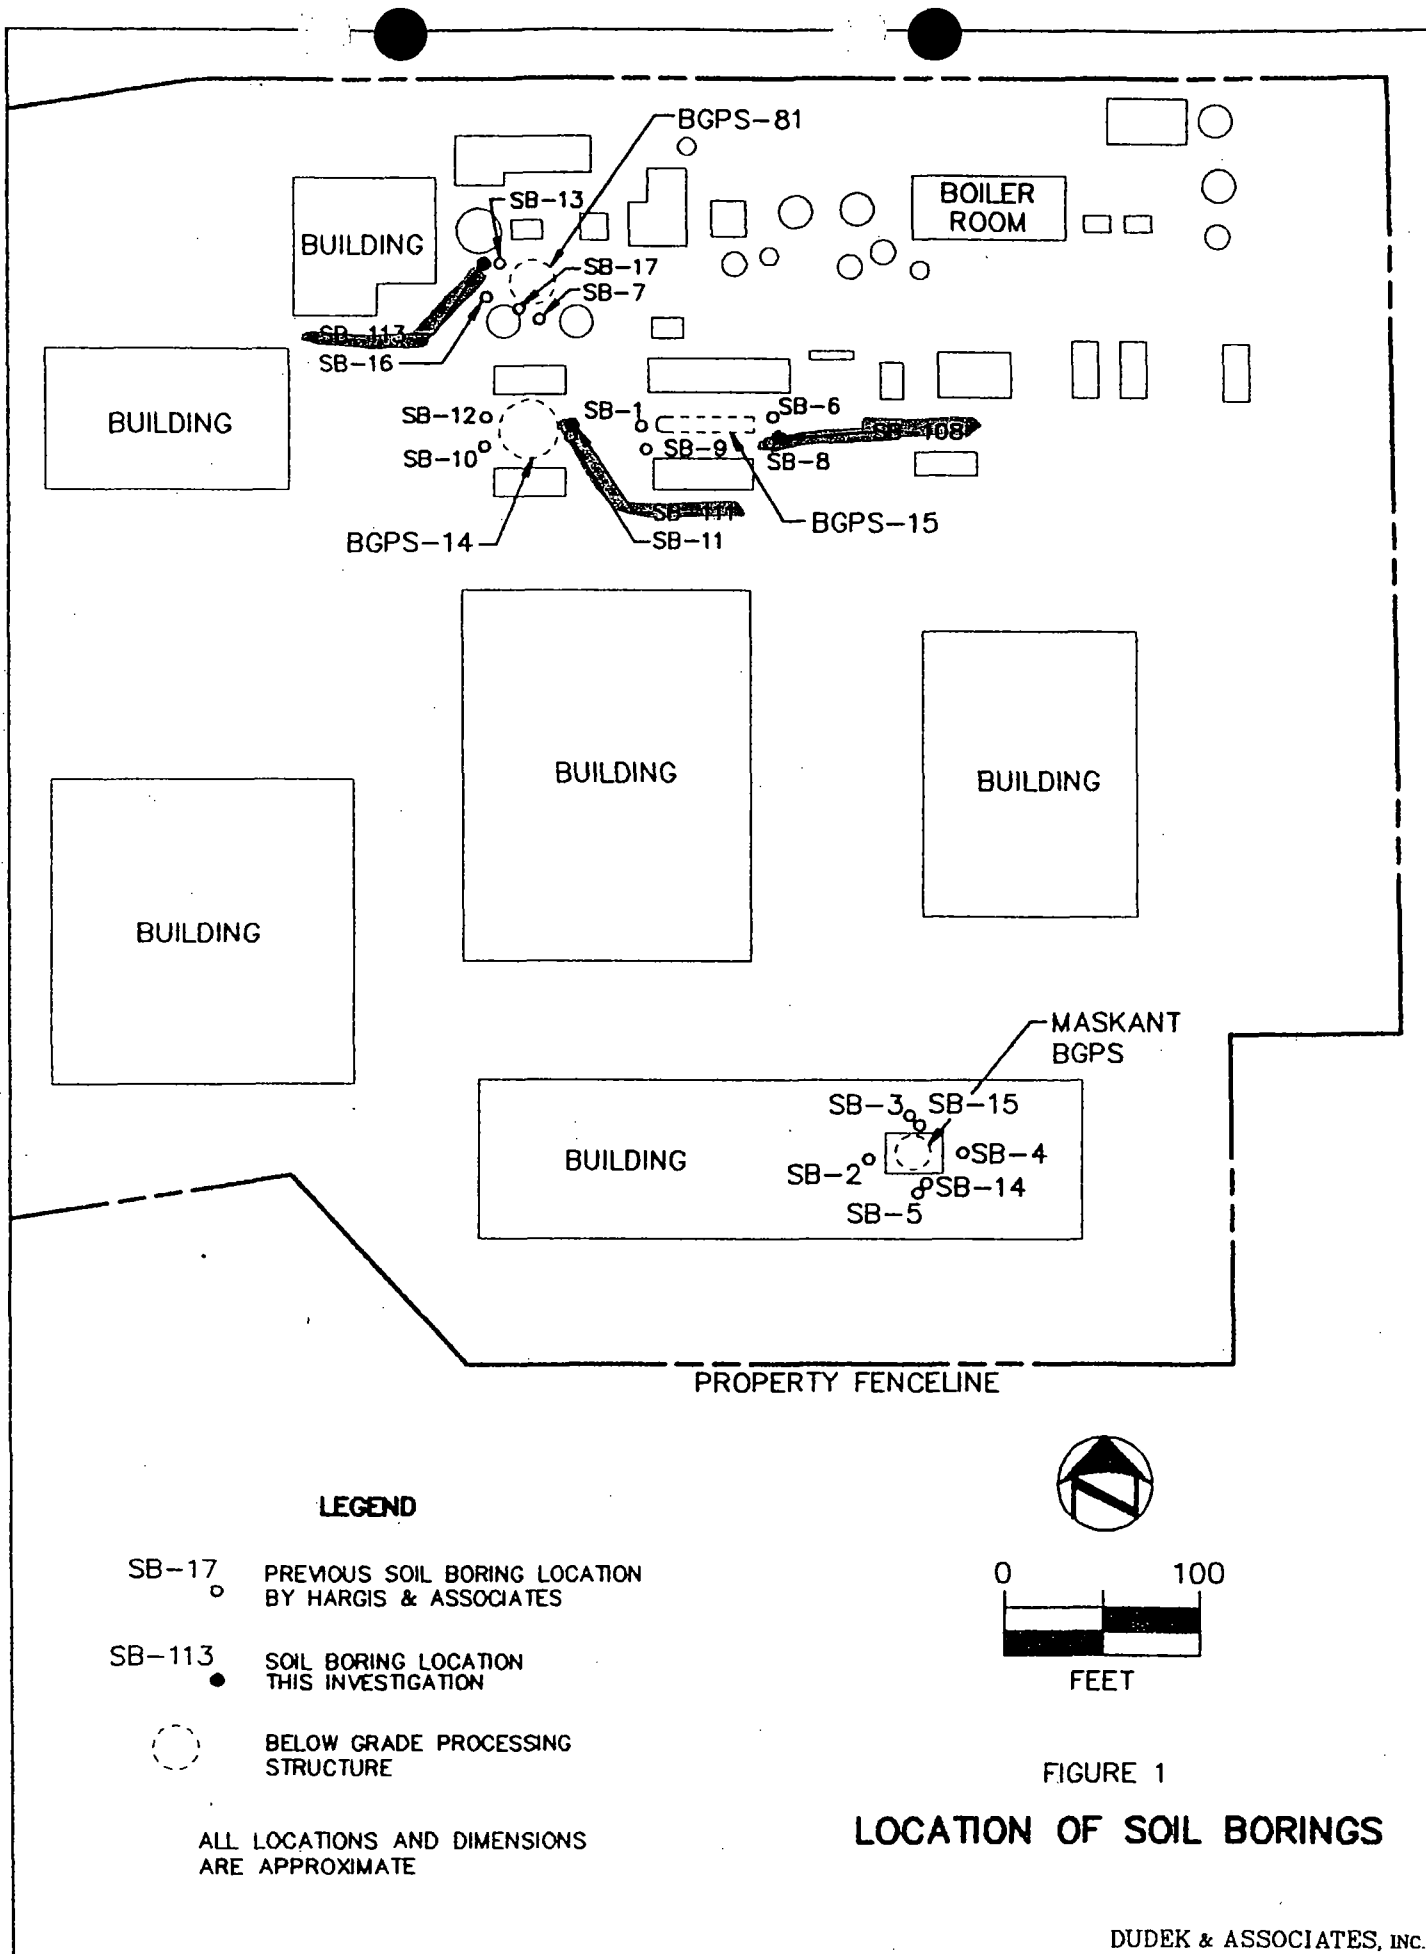 BGPS-81
SB-13
BOILER
ROOM
BUILDING
SB-17
SB-7
SB-113
SB-16
BUILDING
SB-12
SB-1
SB-6
SB-108
SB-10
SB-9
SB-8
SB-111
BGPS-15
BGPS-14
SB-11
BUILDING
BUILDING
BUILDING
MASKANT
BGPS
SB-3
SB-15
BUILDING
SB-4
SB-2
SB-14
SB-5
PROPERTY FENCELINE
LEGEND
SB-17
PREVIOUS SOIL BORING LOCATION
BY HARGIS & ASSOCIATES
SB-113
SOIL BORING LOCATION
THIS INVESTIGATION
BELOW GRADE PROCESSING
STRUCTURE
ALL LOCATIONS AND DIMENSIONS
ARE APPROXIMATE
0 100
FEET
FIGURE 1
LOCATION OF SOIL BORINGS
DUDEK & ASSOCIATES, INC.